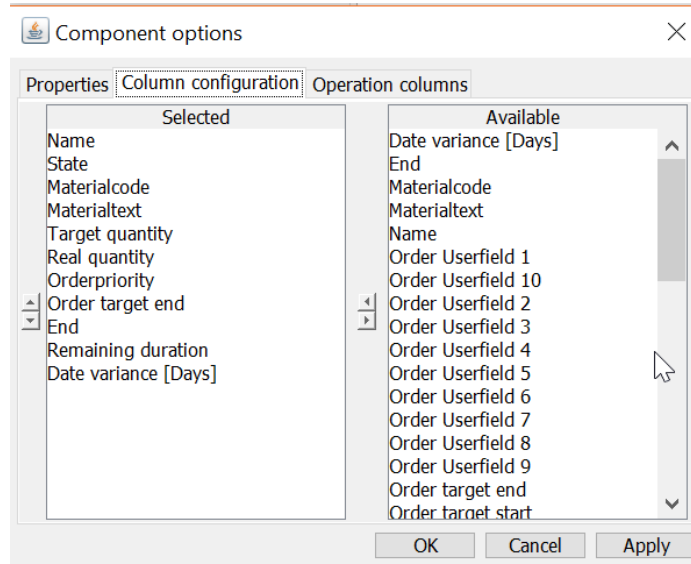 Component options
Properties
Column configuration
Operation columns
Selected
Name
State
Materialcode
Materialtext
Target quantity
Real quantity
Orderpriority
Order target end
End
Remaining duration
Date variance [Days]
Available
Date variance [Days]
End
Materialcode
Materialtext
Name
Order Userfield 1
Order Userfield 10
Order Userfield 2
Order Userfield 3
Order Userfield 4
Order Userfield 5
Order Userfield 6
Order Userfield 7
Order Userfield 8
Order Userfield 9
Order target end
Order target start
OK
Cancel
Apply